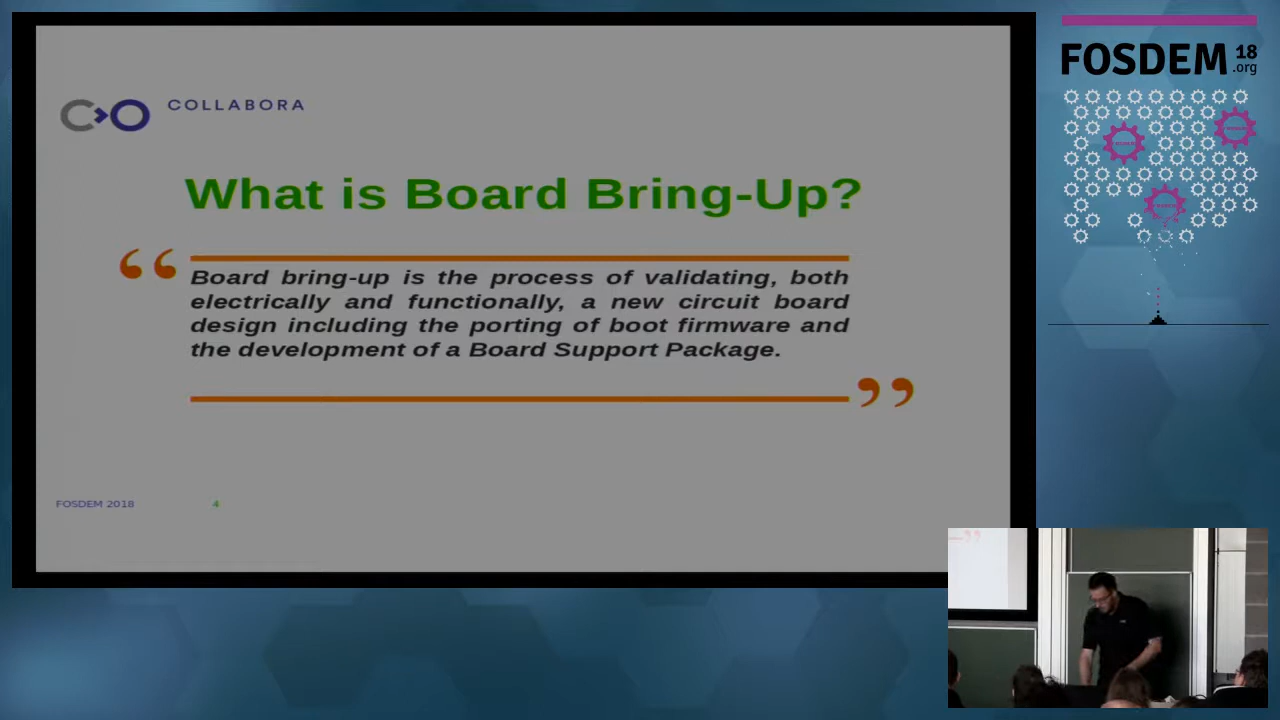 COLLABORA
What is Board Bring-Up?
“
Board bring-up is the process of validating, both
electrically and functionally, a new circuit board
design including the porting of boot firmware and
the development of a Board Support Package.
”
FOSDEM 2018 4
FOSDEM 18
.org